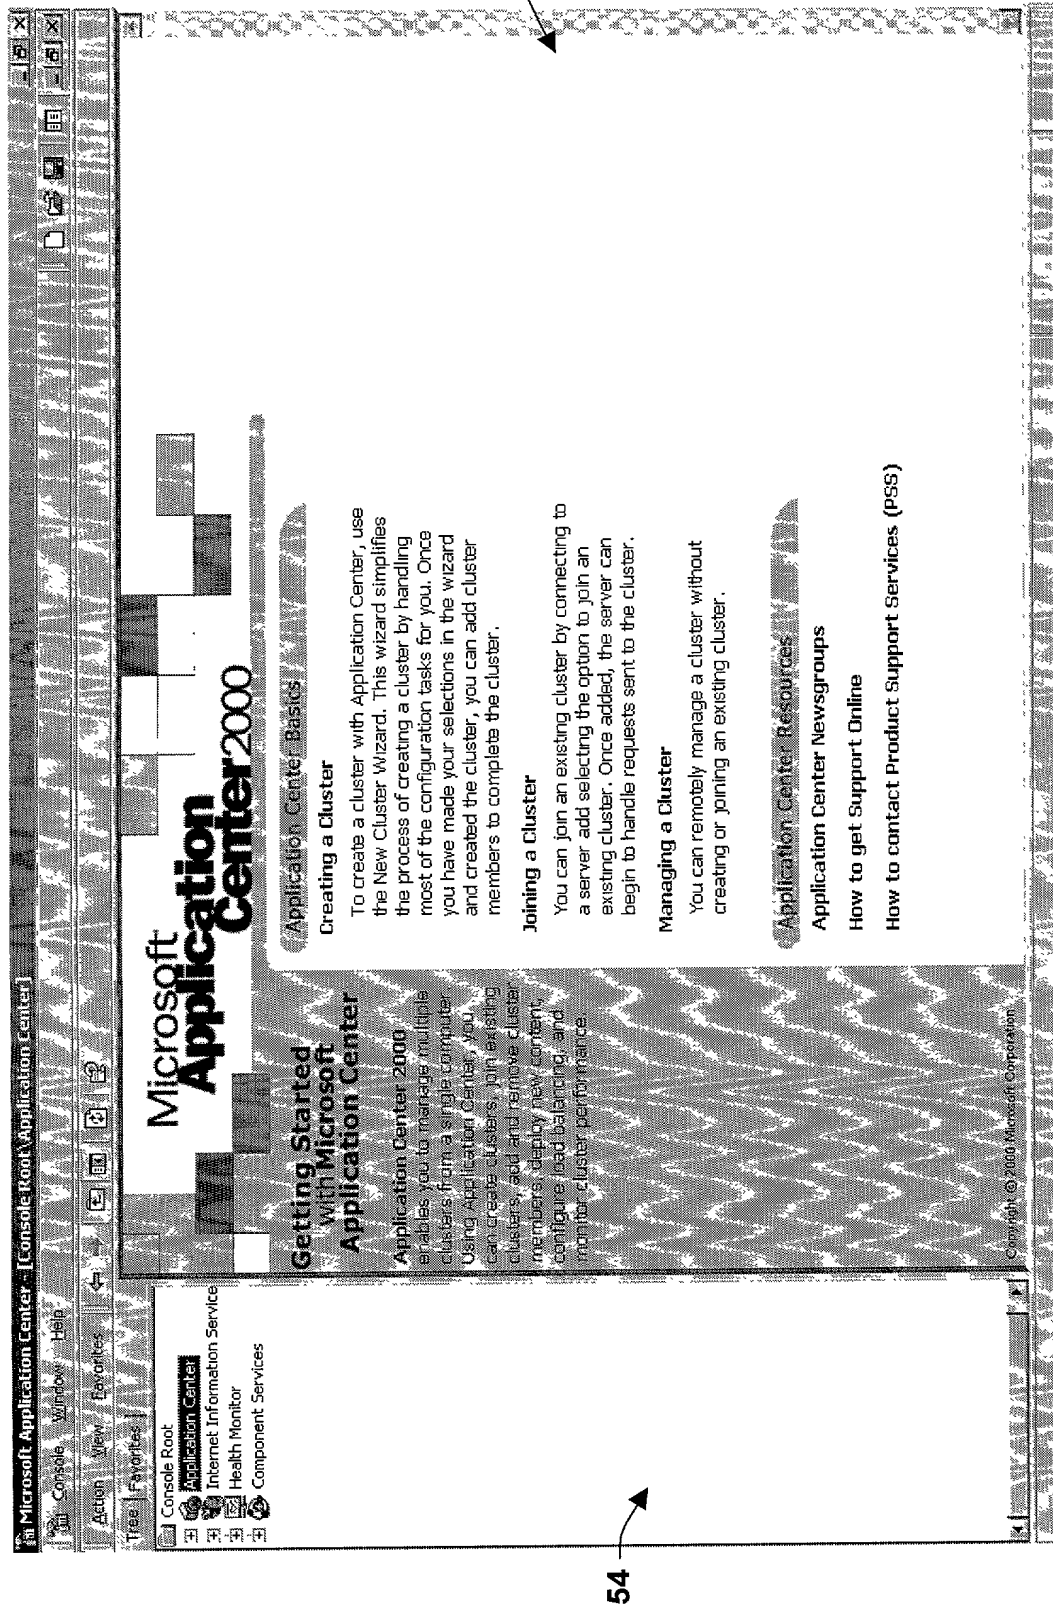 Microsoft Application Center - [Console Root\Application Center]
Console Window Help
Action View Favorites
Tree Favorites
Console Root
Application Center
Internet Information Service
Health Monitor
Component Services
Microsoft
Application
Center2000
Getting Started
with Microsoft
Application Center
Application Center 2000
enables you to manage multiple
clusters from a single computer.
Using Application Center, you
can create clusters, join existing
clusters, add and remove cluster
members, deploy new content,
configure load balancing, and
monitor cluster performance.
Copyright ©2000 Microsoft Corporation
Application Center Basics
Creating a Cluster
To create a cluster with Application Center, use
the New Cluster Wizard. This wizard simplifies
the process of creating a cluster by handling
most of the configuration tasks for you. Once
you have made your selections in the wizard
and created the cluster, you can add cluster
members to complete the cluster.
Joining a Cluster
You can join an existing cluster by connecting to
a server add selecting the option to join an
existing cluster. Once added, the server can
begin to handle requests sent to the cluster.
Managing a Cluster
You can remotely manage a cluster without
creating or joining an existing cluster.
Application Center Resources
Application Center Newsgroups
How to get Support Online
How to contact Product Support Services (PSS)
54